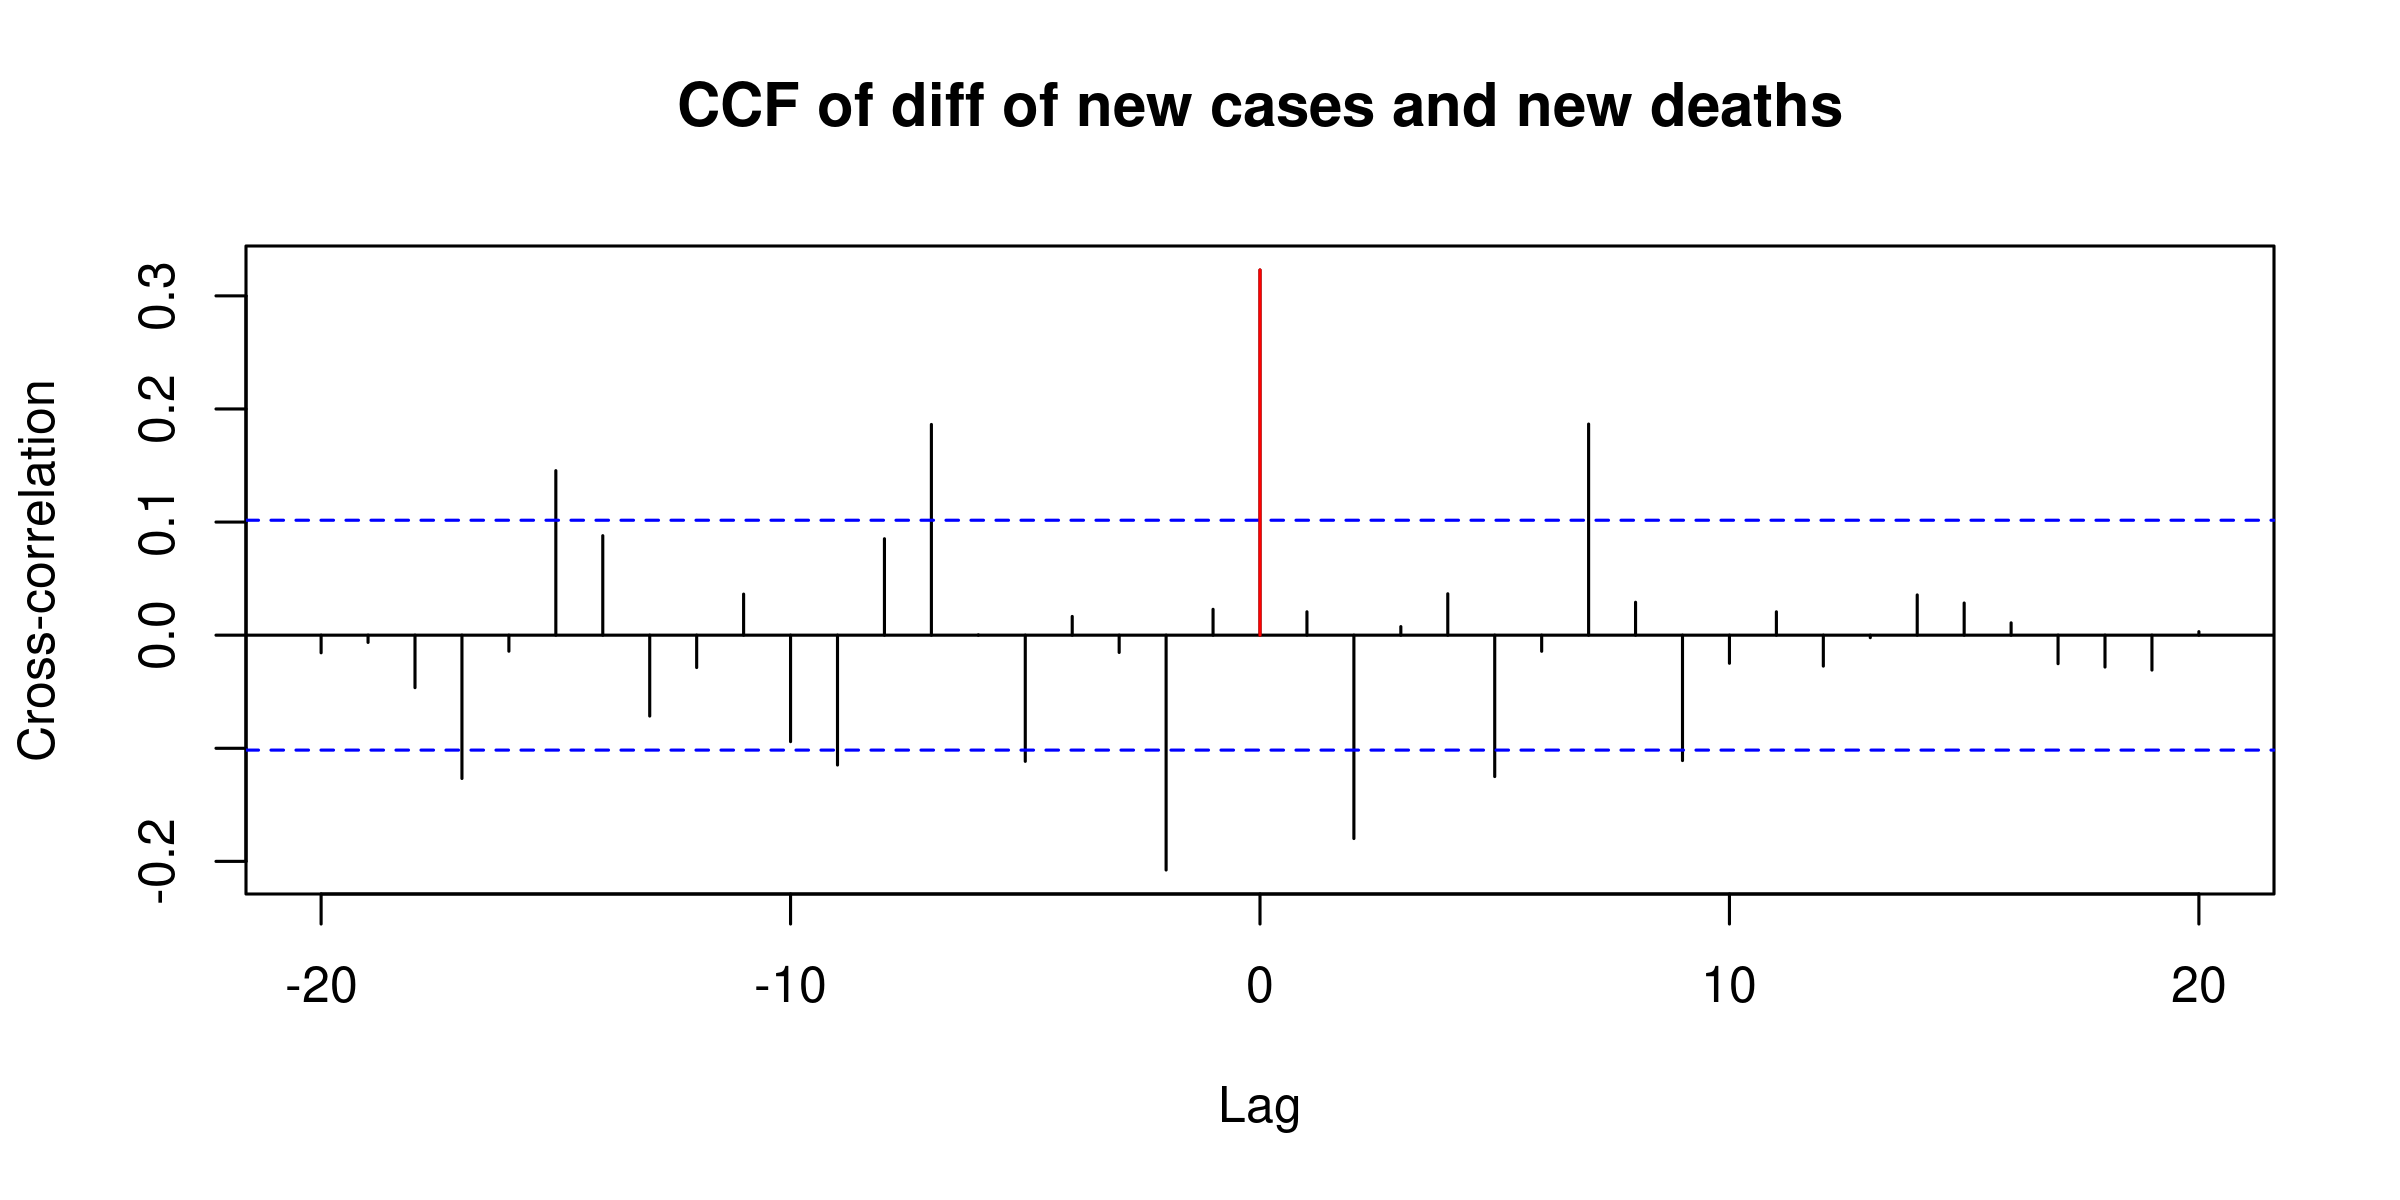 CCF of diff of new cases and new deaths
Cross-correlation
0.3
0.2
0.1
0.0
-0.2
-20 -10 0 10 20
Lag